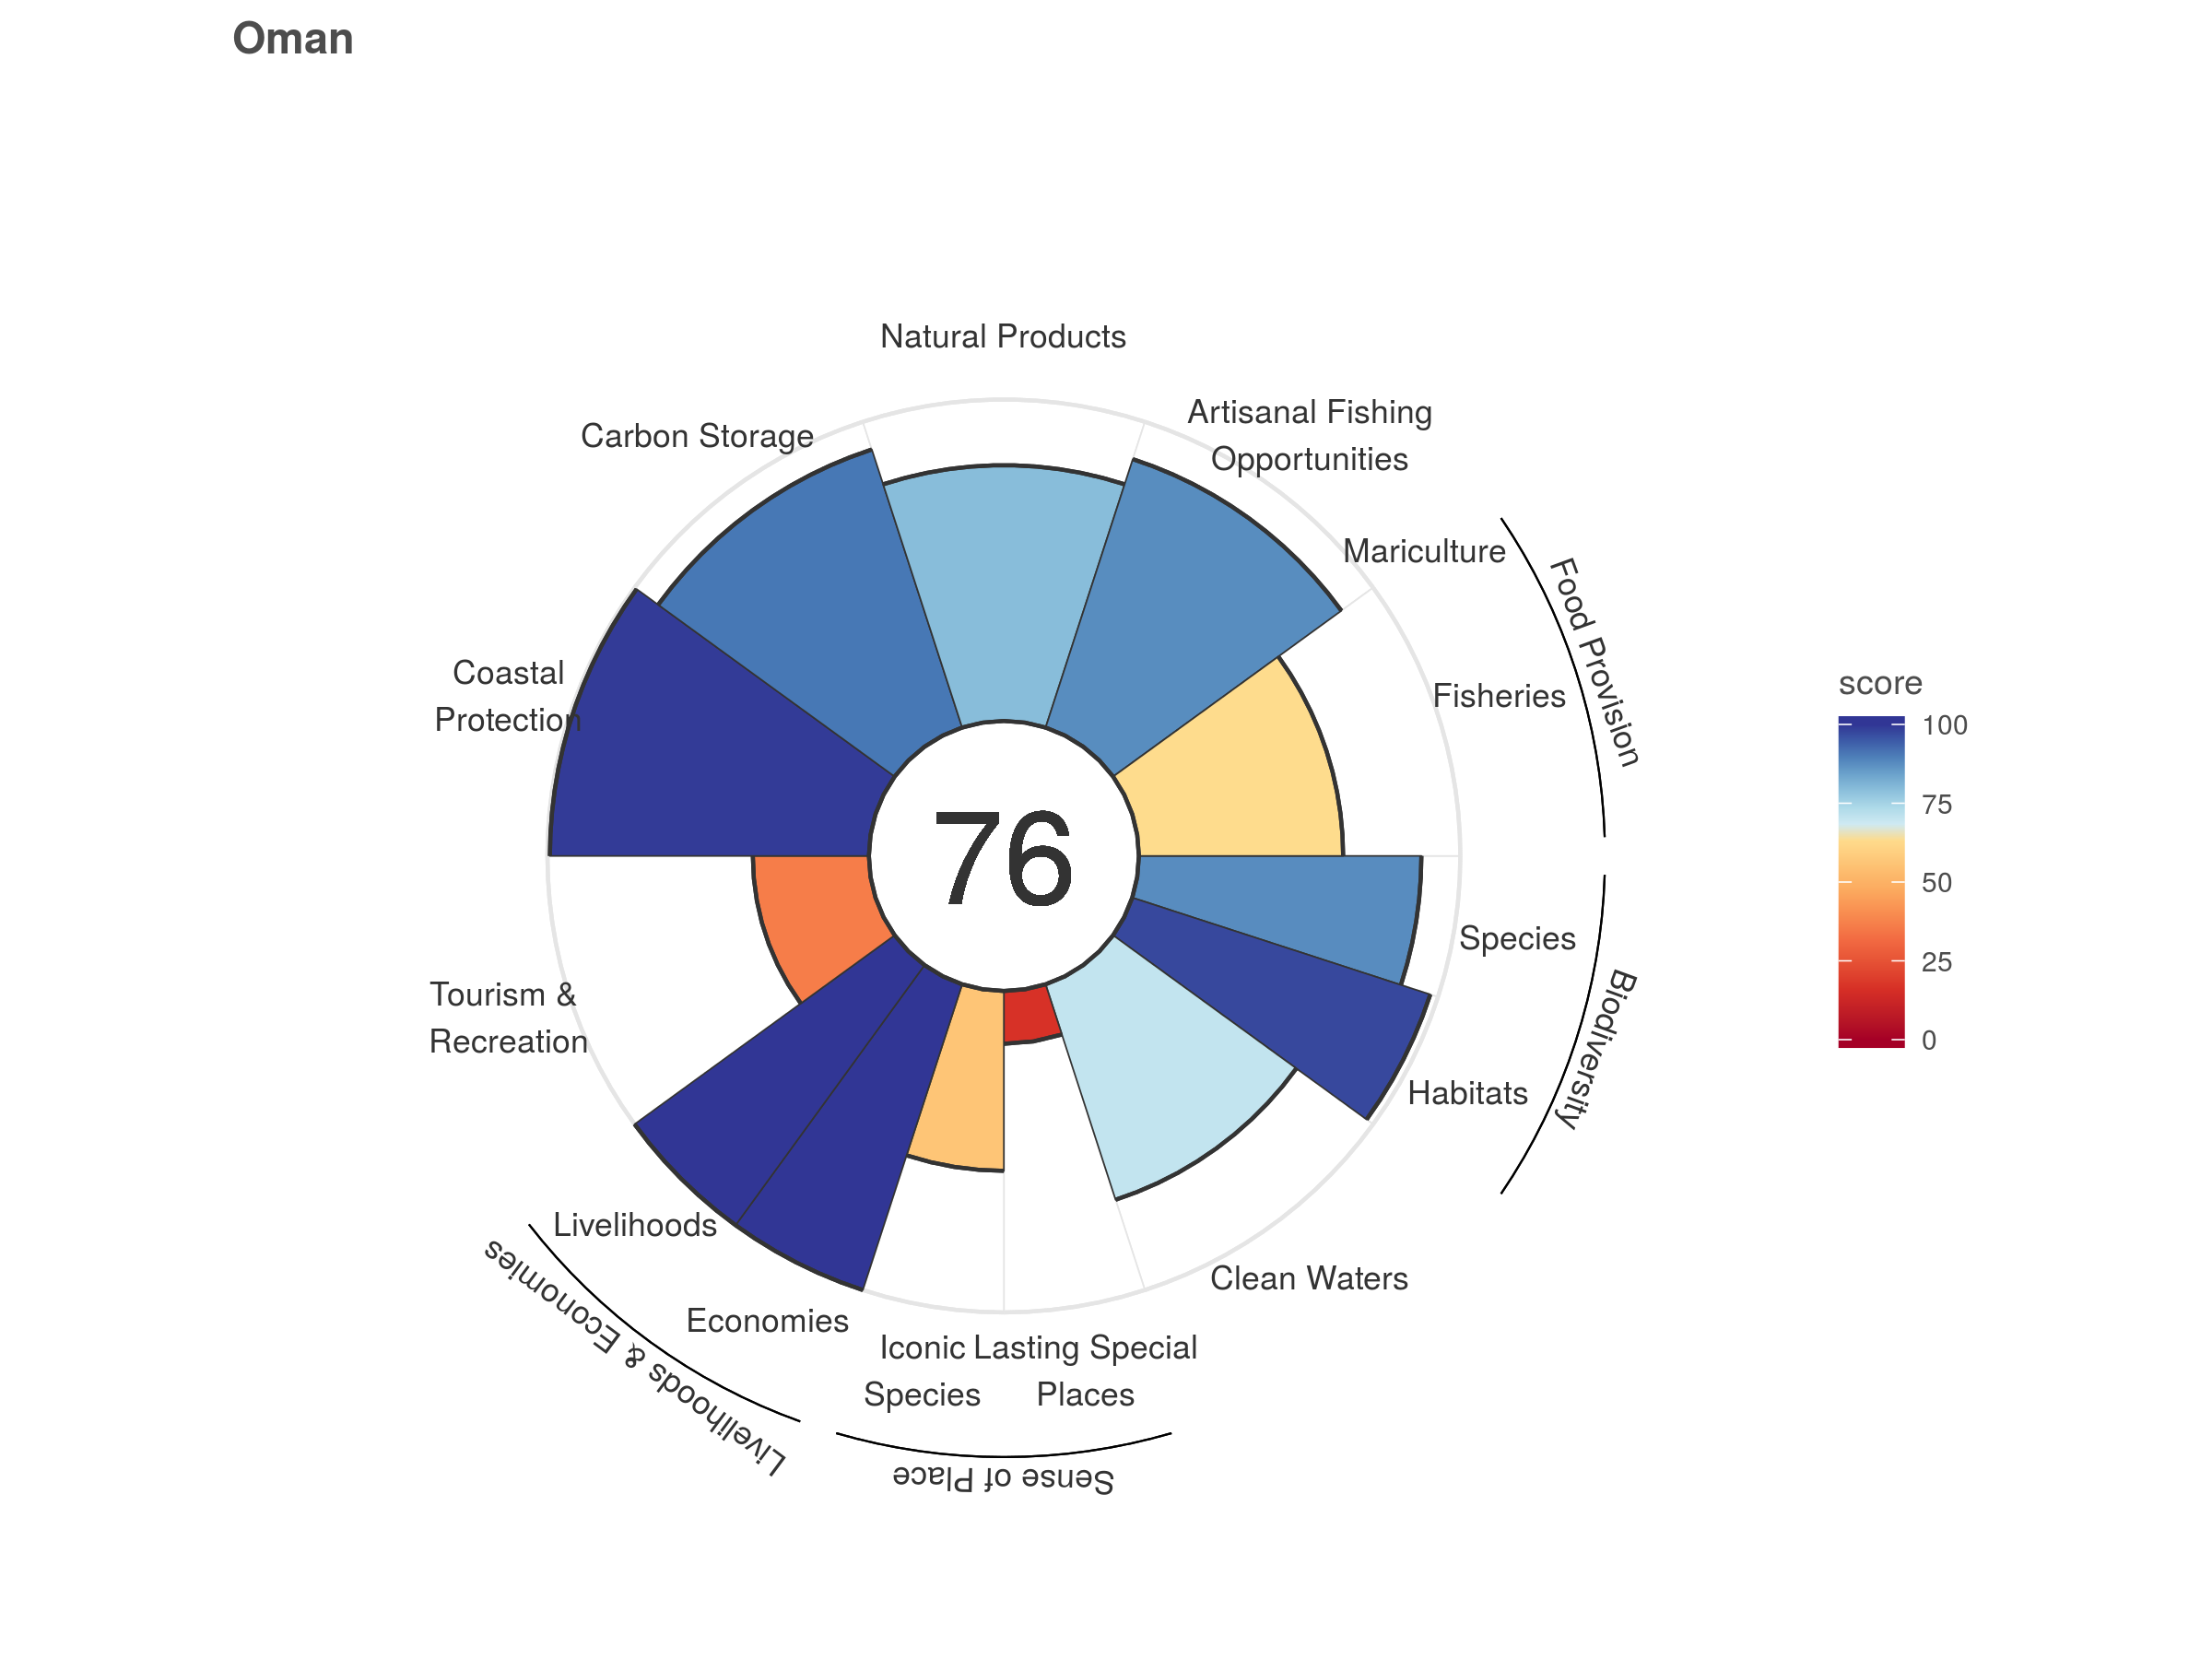 Oman
Natural Products
Artisanal Fishing
Opportunities
Carbon Storage
Mariculture
Food Provision
Fisheries
Coastal
Protection
score
100
75
50
25
0
76
Species
Biodiversity
Habitats
Tourism &
Recreation
Livelihoods
Livelihoods & Economies
Economies
Clean Waters
Iconic
Species
Lasting Special
Places
Sense of Place